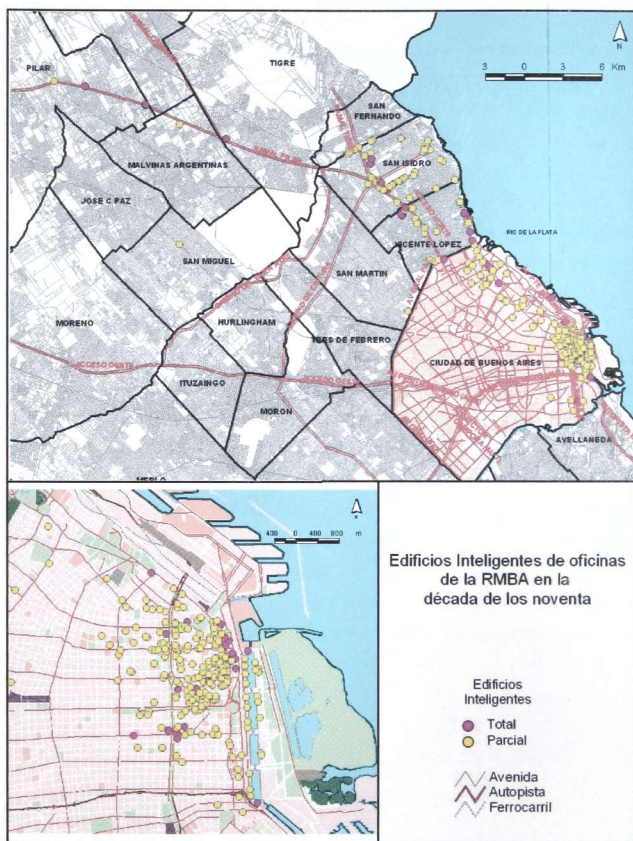 PILAR
TIGRE
3 0 3 6 Km
SAN
FERNANDO
SAN ISIDRO
MALVINAS ARGENTINAS
JOSE C PAZ
RIO DE LA PLATA
VICENTE LOPEZ
SAN MIGUEL
SAN MARTIN
MORENO
HURLINGHAM
TRES DE FEBRERO
CIUDAD DE BUENOS AIRES
ACCESO OESTE
ITUZAINGO
MORON
AVELLANEDA
MERLO
400 0 400 800 m
Edificios Inteligentes de oficinas
de la RMBA en la
década de los noventa
Edificios
Inteligentes
Total
Parcial
Avenida
Autopista
Ferrocarril